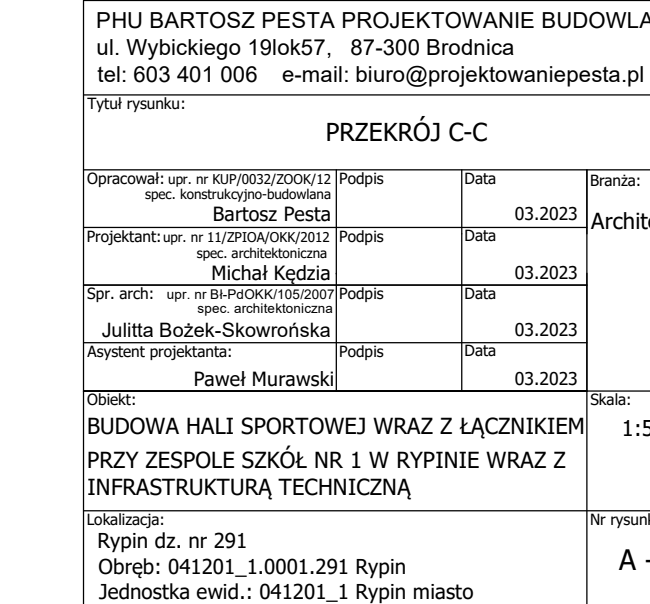 PHU BARTOSZ PESTA PROJEKTOWANIE BUDOWLA
ul. Wybickiego 19lok57, 87-300 Brodnica
tel: 603 401 006 e-mail: biuro@projektowaniepesta.pl
Tytuł rysunku:
PRZEKRÓJ C-C
Opracował: upr. nr KUP/0032/ZOOK/12 Podpis Data Branża:
spec. konstrukcyjno-budowlana
Bartosz Pesta 03.2023 Archite
Projektant: upr. nr 11/ZPIOA/OKK/2012 Podpis Data
spec. architektoniczna
Michał Kędzia 03.2023
Spr. arch: upr. nr Bł-PdOKK/105/2007 Podpis Data
spec. architektoniczna
Julitta Bożek-Skowrońska 03.2023
Asystent projektanta: Podpis Data
Paweł Murawski 03.2023
Obiekt: Skala:
BUDOWA HALI SPORTOWEJ WRAZ Z ŁĄCZNIKIEM 1:5
PRZY ZESPOLE SZKÓŁ NR 1 W RYPINIE WRAZ Z
INFRASTRUKTURĄ TECHNICZNĄ
Lokalizacja: Nr rysunk
Rypin dz. nr 291
Obręb: 041201_1.0001.291 Rypin A -
Jednostka ewid.: 041201_1 Rypin miasto